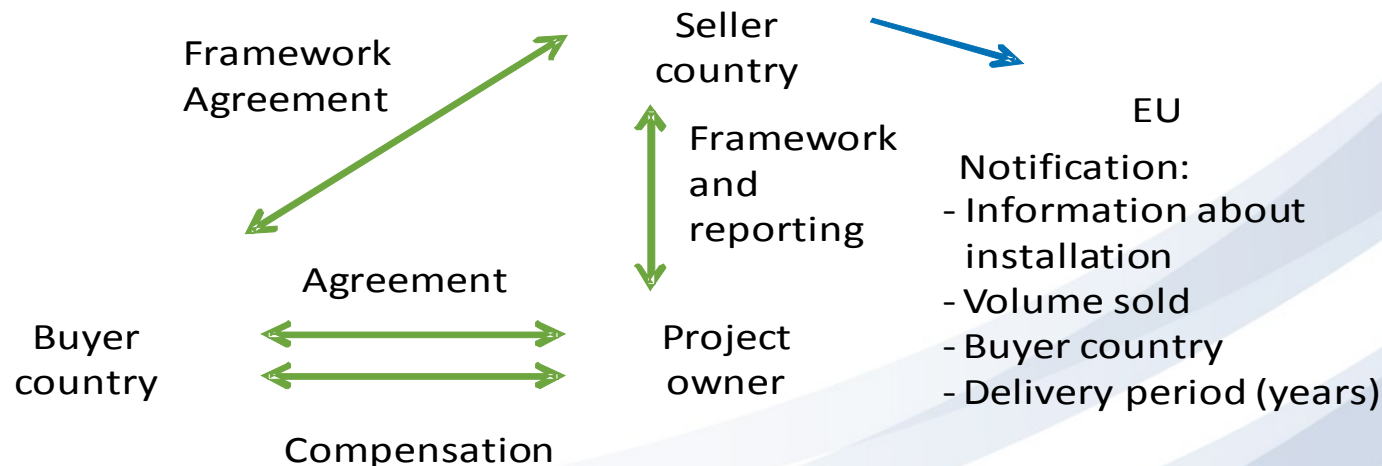 Framework
Agreement
Seller
country
Framework
and
reporting
EU
Notification:
- Information about
installation
- Volume sold
- Buyer country
- Delivery period (years)
Agreement
Buyer
country
Project
owner
Compensation